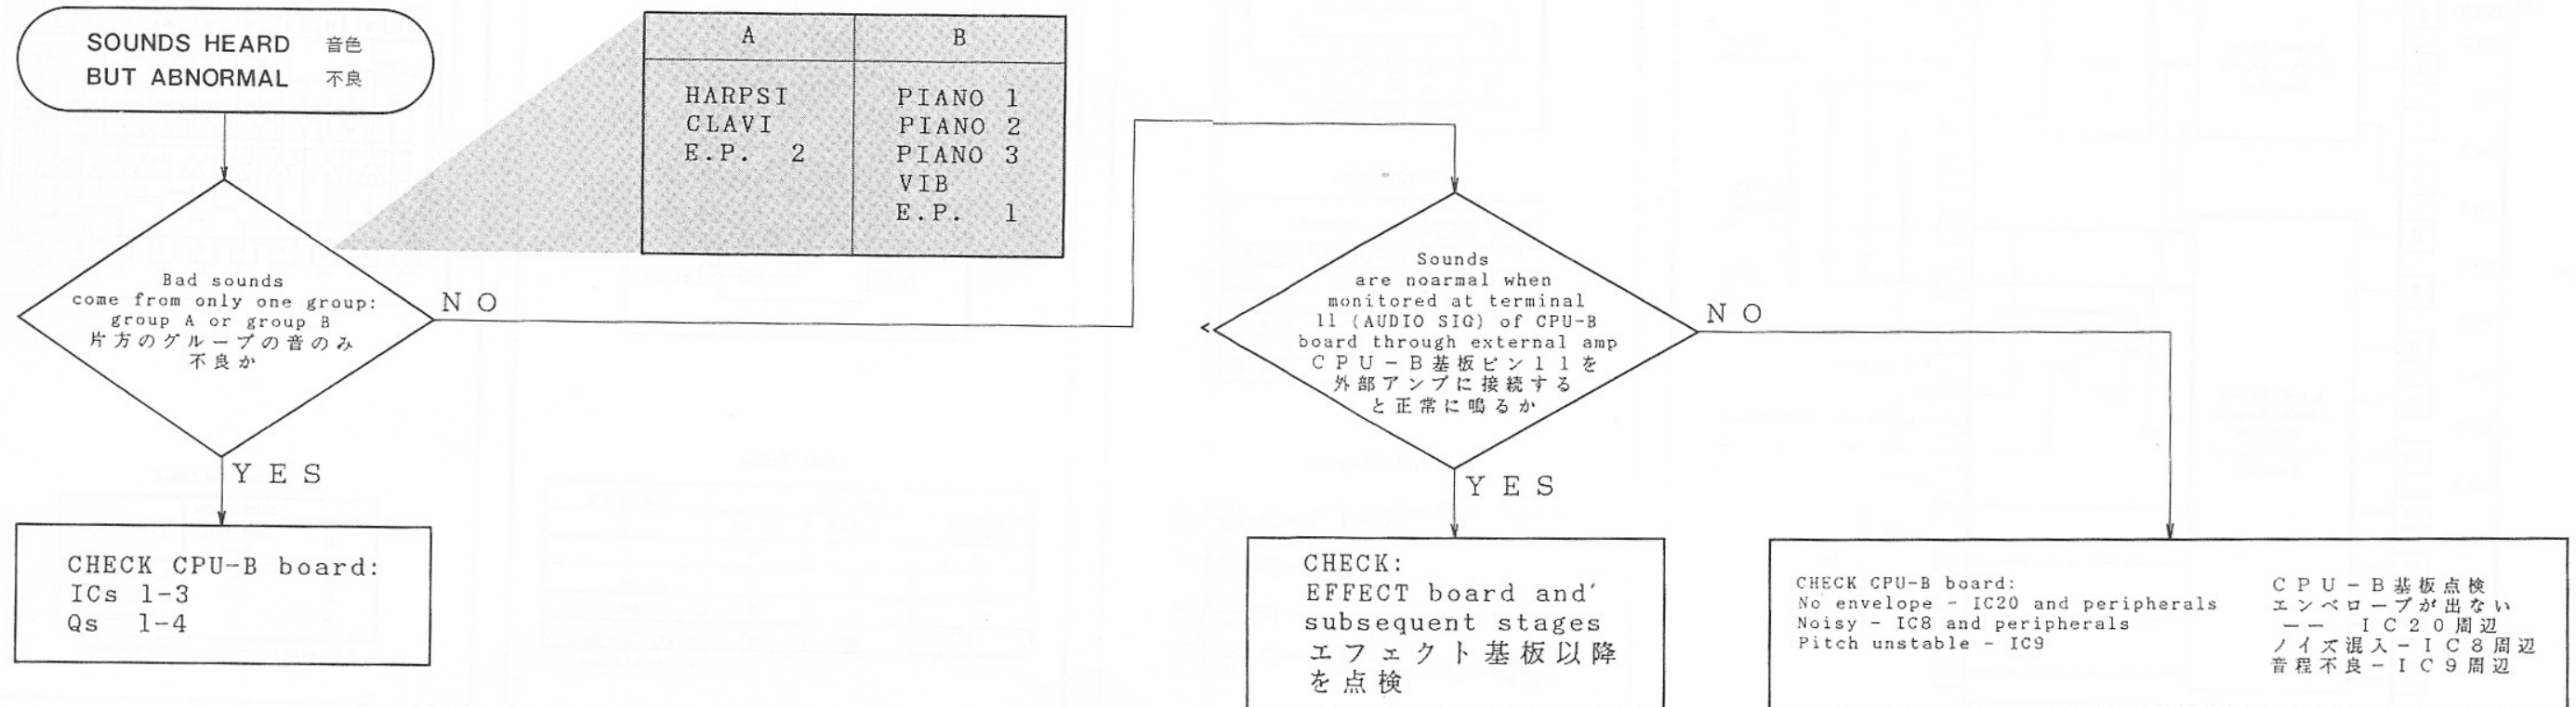 SOUNDS HEARD 音色
BUT ABNORMAL 不良
A B
HARPSI PIANO 1
CLAVI PIANO 2
E.P. 2 PIANO 3
VIB
E.P. 1
Bad sounds
come from only one group:
group A or group B
片方のグループの音のみ
不良か
NO
YES
CHECK CPU-B board:
ICs 1-3
Qs 1-4
Sounds
are noarmal when
monitored at terminal
11 (AUDIO SIG) of CPU-B
board through external amp
CPU-B基板ピン11を
外部アンプに接続する
と正常に鳴るか
NO
YES
CHECK:
EFFECT board and
subsequent stages
エフェクト基板以降
を点検
CHECK CPU-B board:
No envelope - IC20 and peripherals
Noisy - IC8 and peripherals
Pitch unstable - IC9
CPU-B基板点検
エンベロープが出ない
ーー IC20周辺
ノイズ混入-IC8周辺
音程不良-IC9周辺